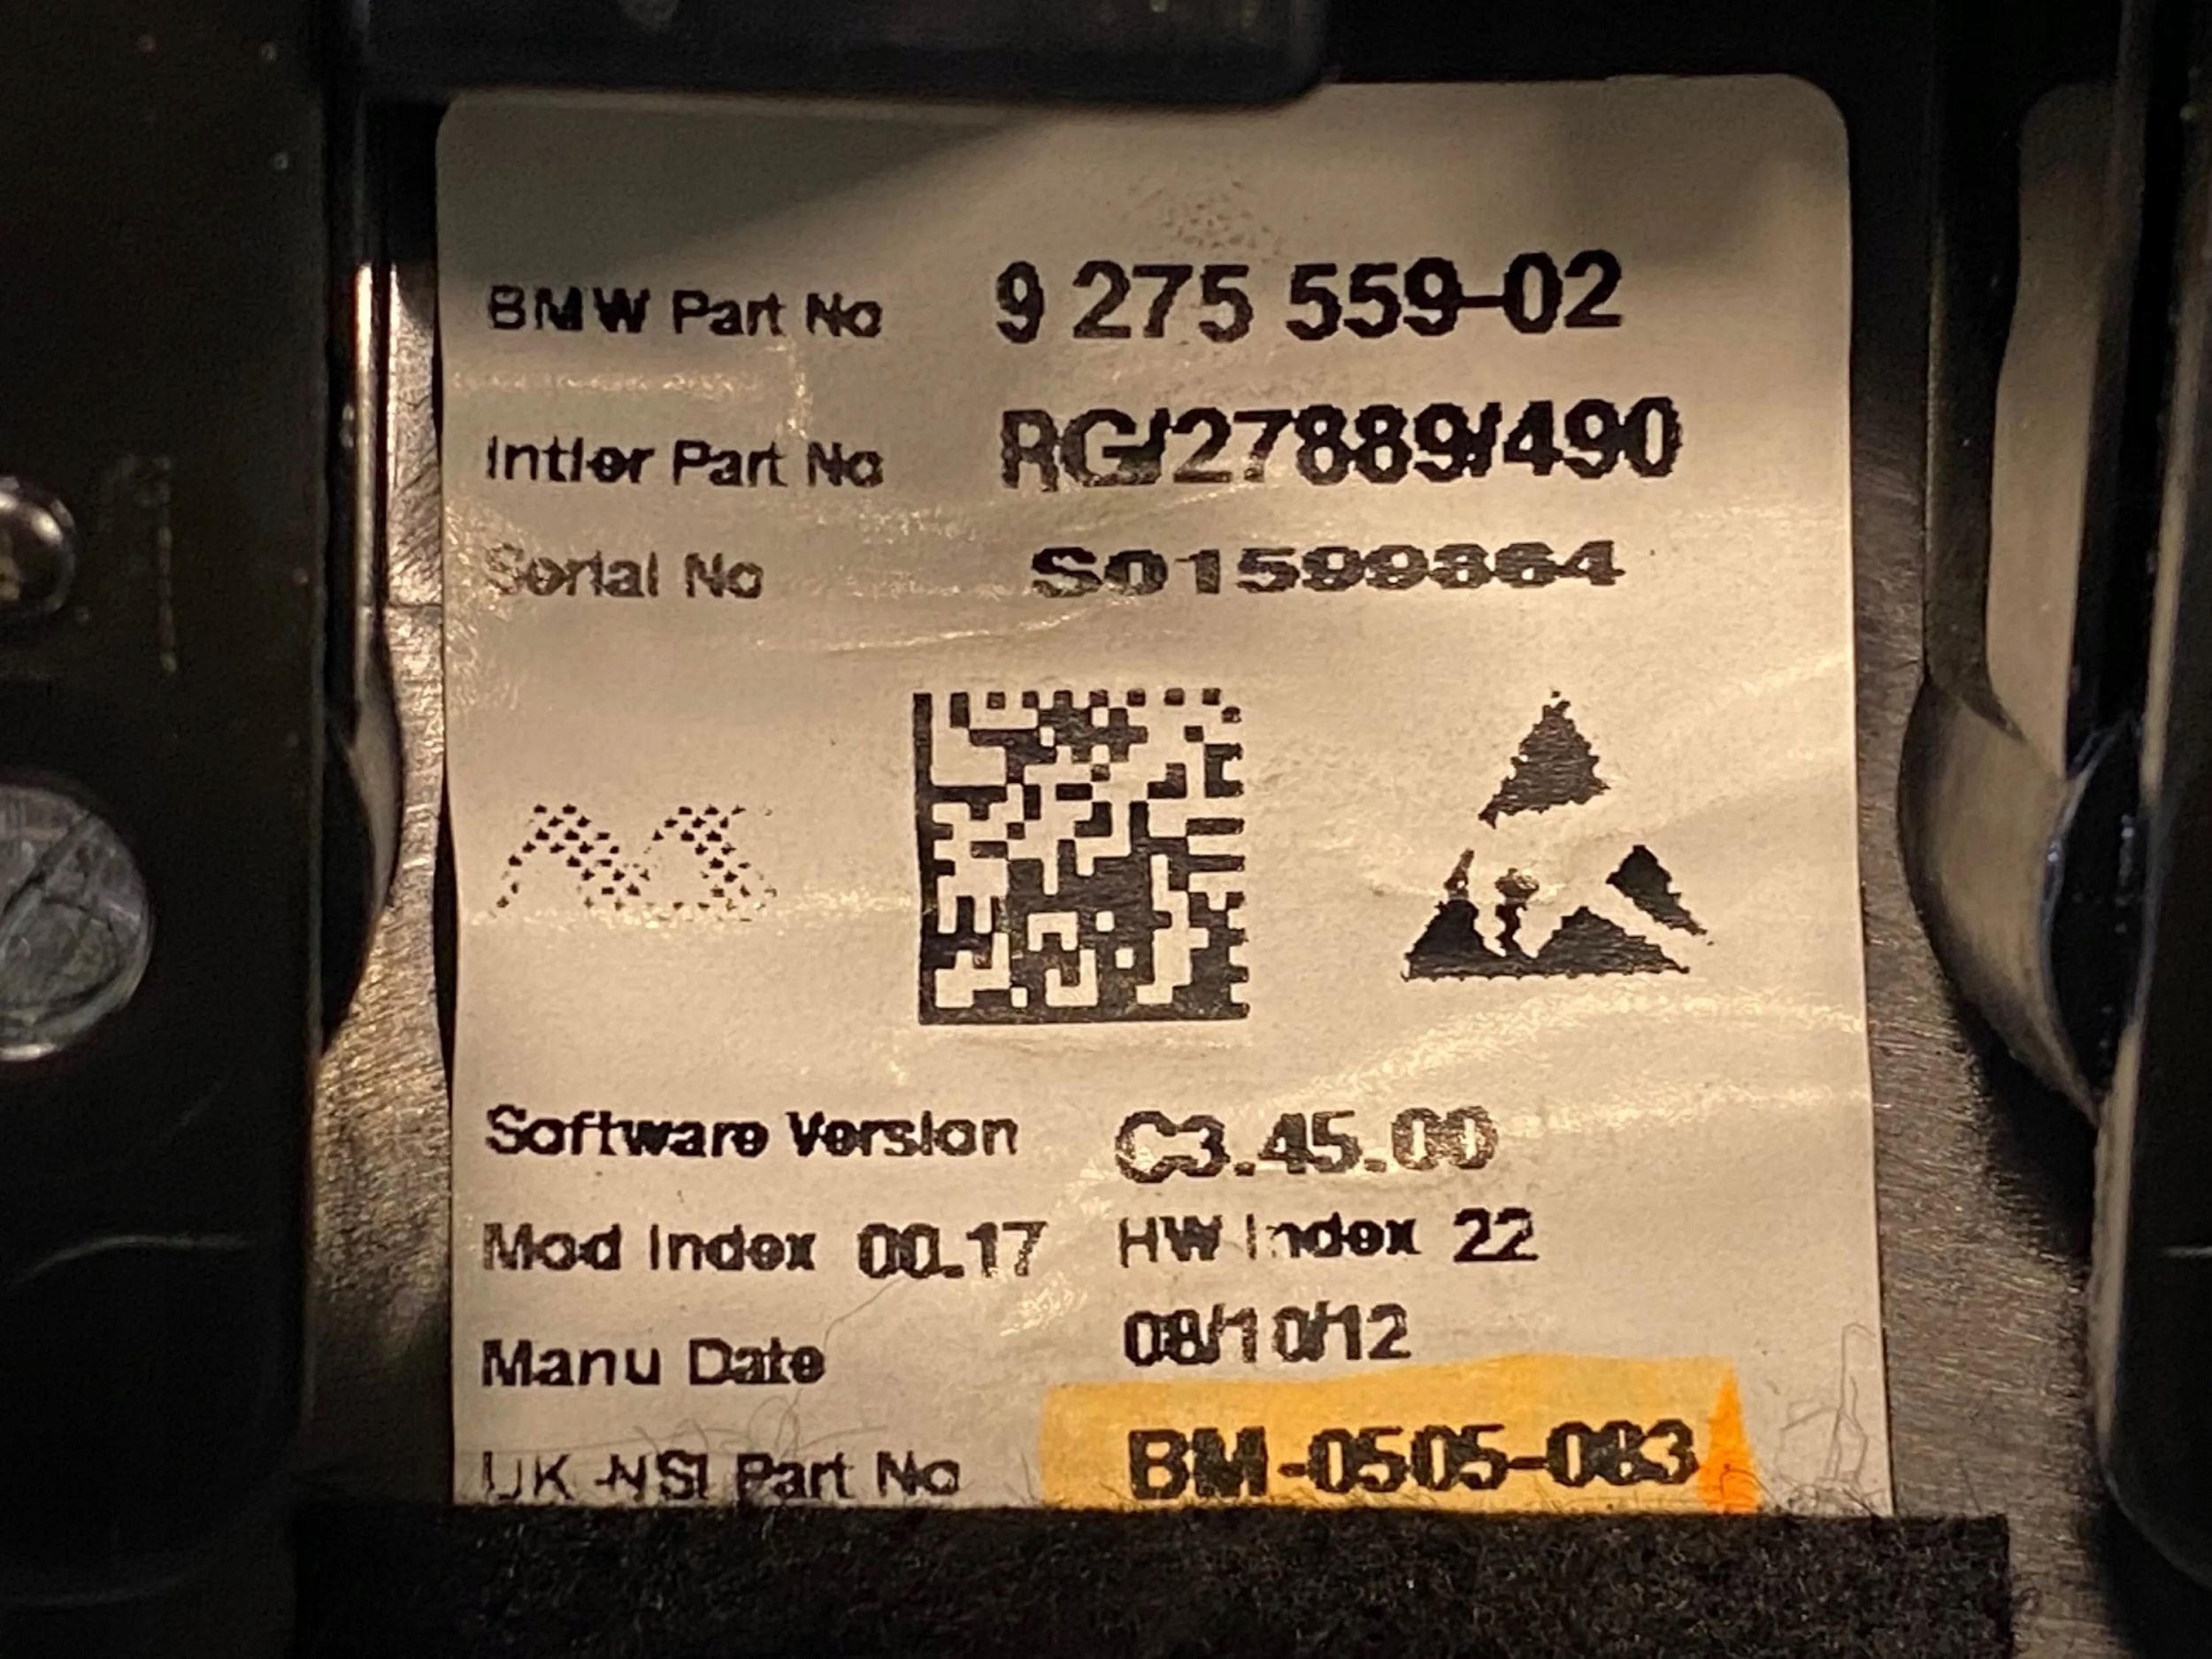 BMW Part No 9 275 559-02
Intier Part No RG/27889/490
Serial No S01599364
Software Version C3.45.00
Mod Index 00.17 HW Index 22
Manu Date 08/10/12
UK-NSI Part No BM-0505-083